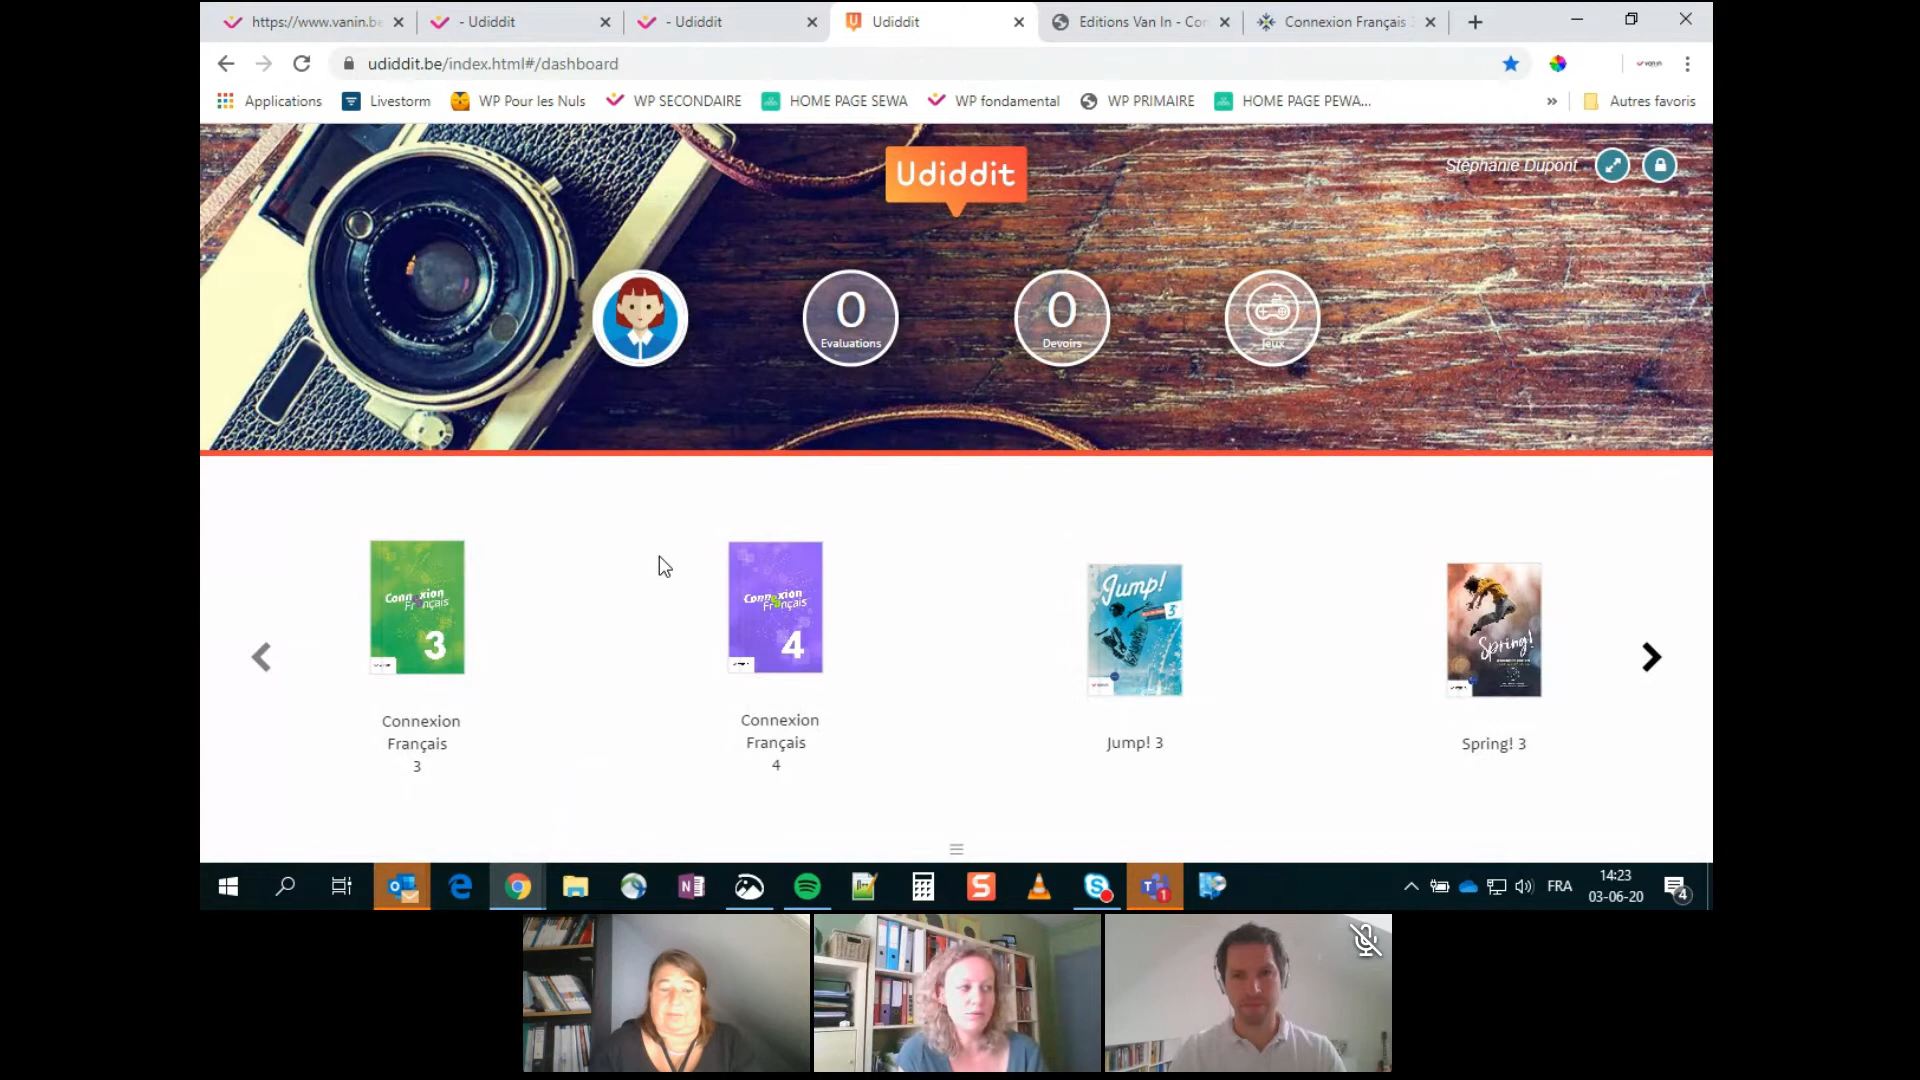 https://www.vanin.be
- Udiddit
- Udiddit
Udiddit
Editions Van In - Con
Connexion Français 3
udiddit.be/index.html#/dashboard
Applications
Livestorm
WP Pour les Nuls
WP SECONDAIRE
HOME PAGE SEWA
WP fondamental
WP PRIMAIRE
HOME PAGE PEWA...
»
Autres favoris
Udiddit
Stéphanie Dupont
0
Evaluations
0
Devoirs
Jeux
Connexion
Français
3
Connexion
Français
4
Jump!
3
Spring!
Connexion
Français
3
Connexion
Français
4
Jump! 3
Spring! 3
FRA
14:23
03-06-20
4